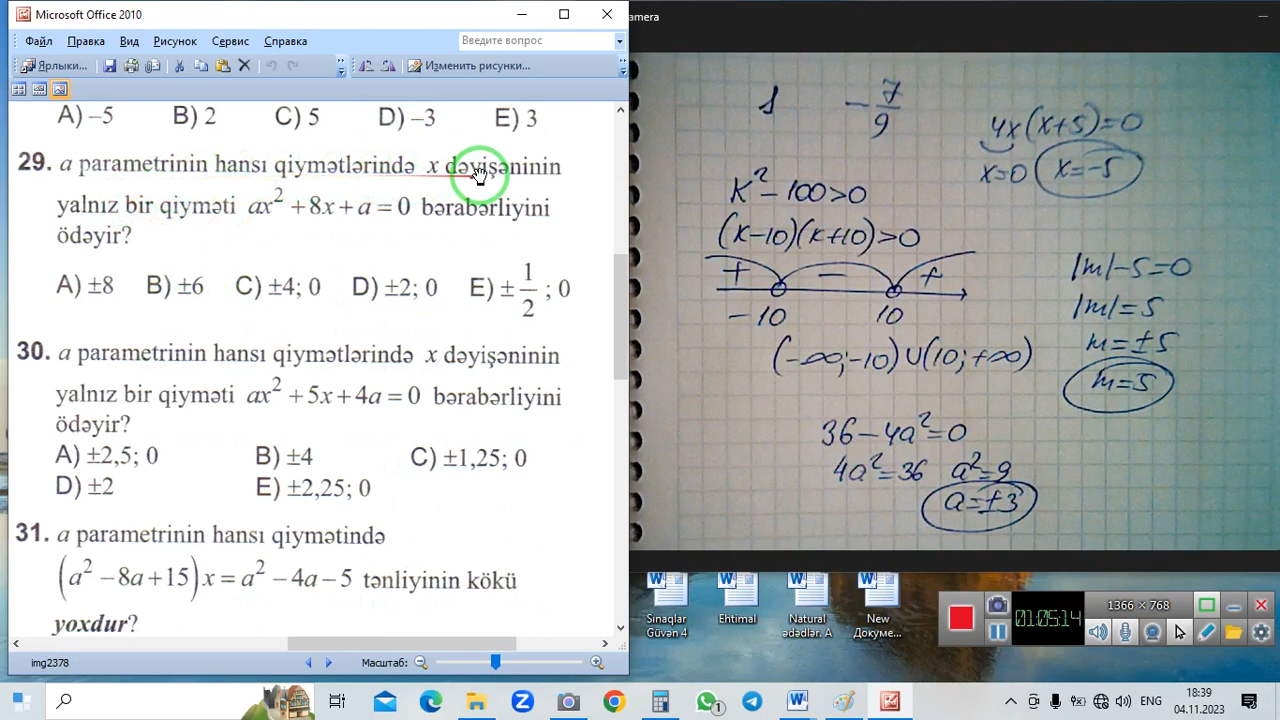 Microsoft Office 2010
Файл Правка Вид Рисунок Сервис Справка
Введите вопрос
Ярлыки...
Изменить рисунки...
A) –5 B) 2 C) 5 D) –3 E) 3
29. a parametrinin hansı qiymətlərində x dəyişəninin
yalnız bir qiyməti ax² + 8x + a = 0 bərabərliyini
ödəyir?
A) ±8 B) ±6 C) ±4; 0 D) ±2; 0 E) ± 1/2 ; 0
30. a parametrinin hansı qiymətlərində x dəyişəninin
yalnız bir qiyməti ax² + 5x + 4a = 0 bərabərliyini
ödəyir?
A) ±2,5; 0 B) ±4 C) ±1,25; 0
D) ±2 E) ±2,25; 0
31. a parametrinin hansı qiymətində
(a² – 8a + 15) x = a² – 4a – 5 tənliyinin kökü
yoxdur?
img2378
Масштаб:
amera
– 7/9
4x(x+5)=0
x=0 x=–5
K² – 100 > 0
(K–10)(K+10) > 0
+ – +
–10 10
(–∞; –10) ∪ (10; +∞)
|m| – 5 = 0
|m| = 5
m = ±5
m = 5
36 – 4a² = 0
4a² = 36 a² = 9
a = ±3
Sınaqlar
Güvən 4
Ehtimal
Natural
ədədlər. A
New
Докуме...
01:05:14
1366 × 768
1
ENG
18:39
04.11.2023